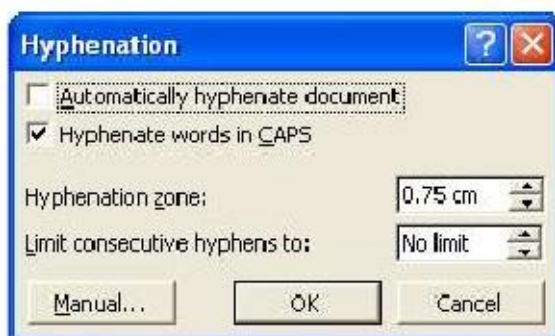 Hyphenation
Automatically hyphenate document
Hyphenate words in CAPS
Hyphenation zone: 0.75 cm
Limit consecutive hyphens to: No limit
Manual... OK Cancel